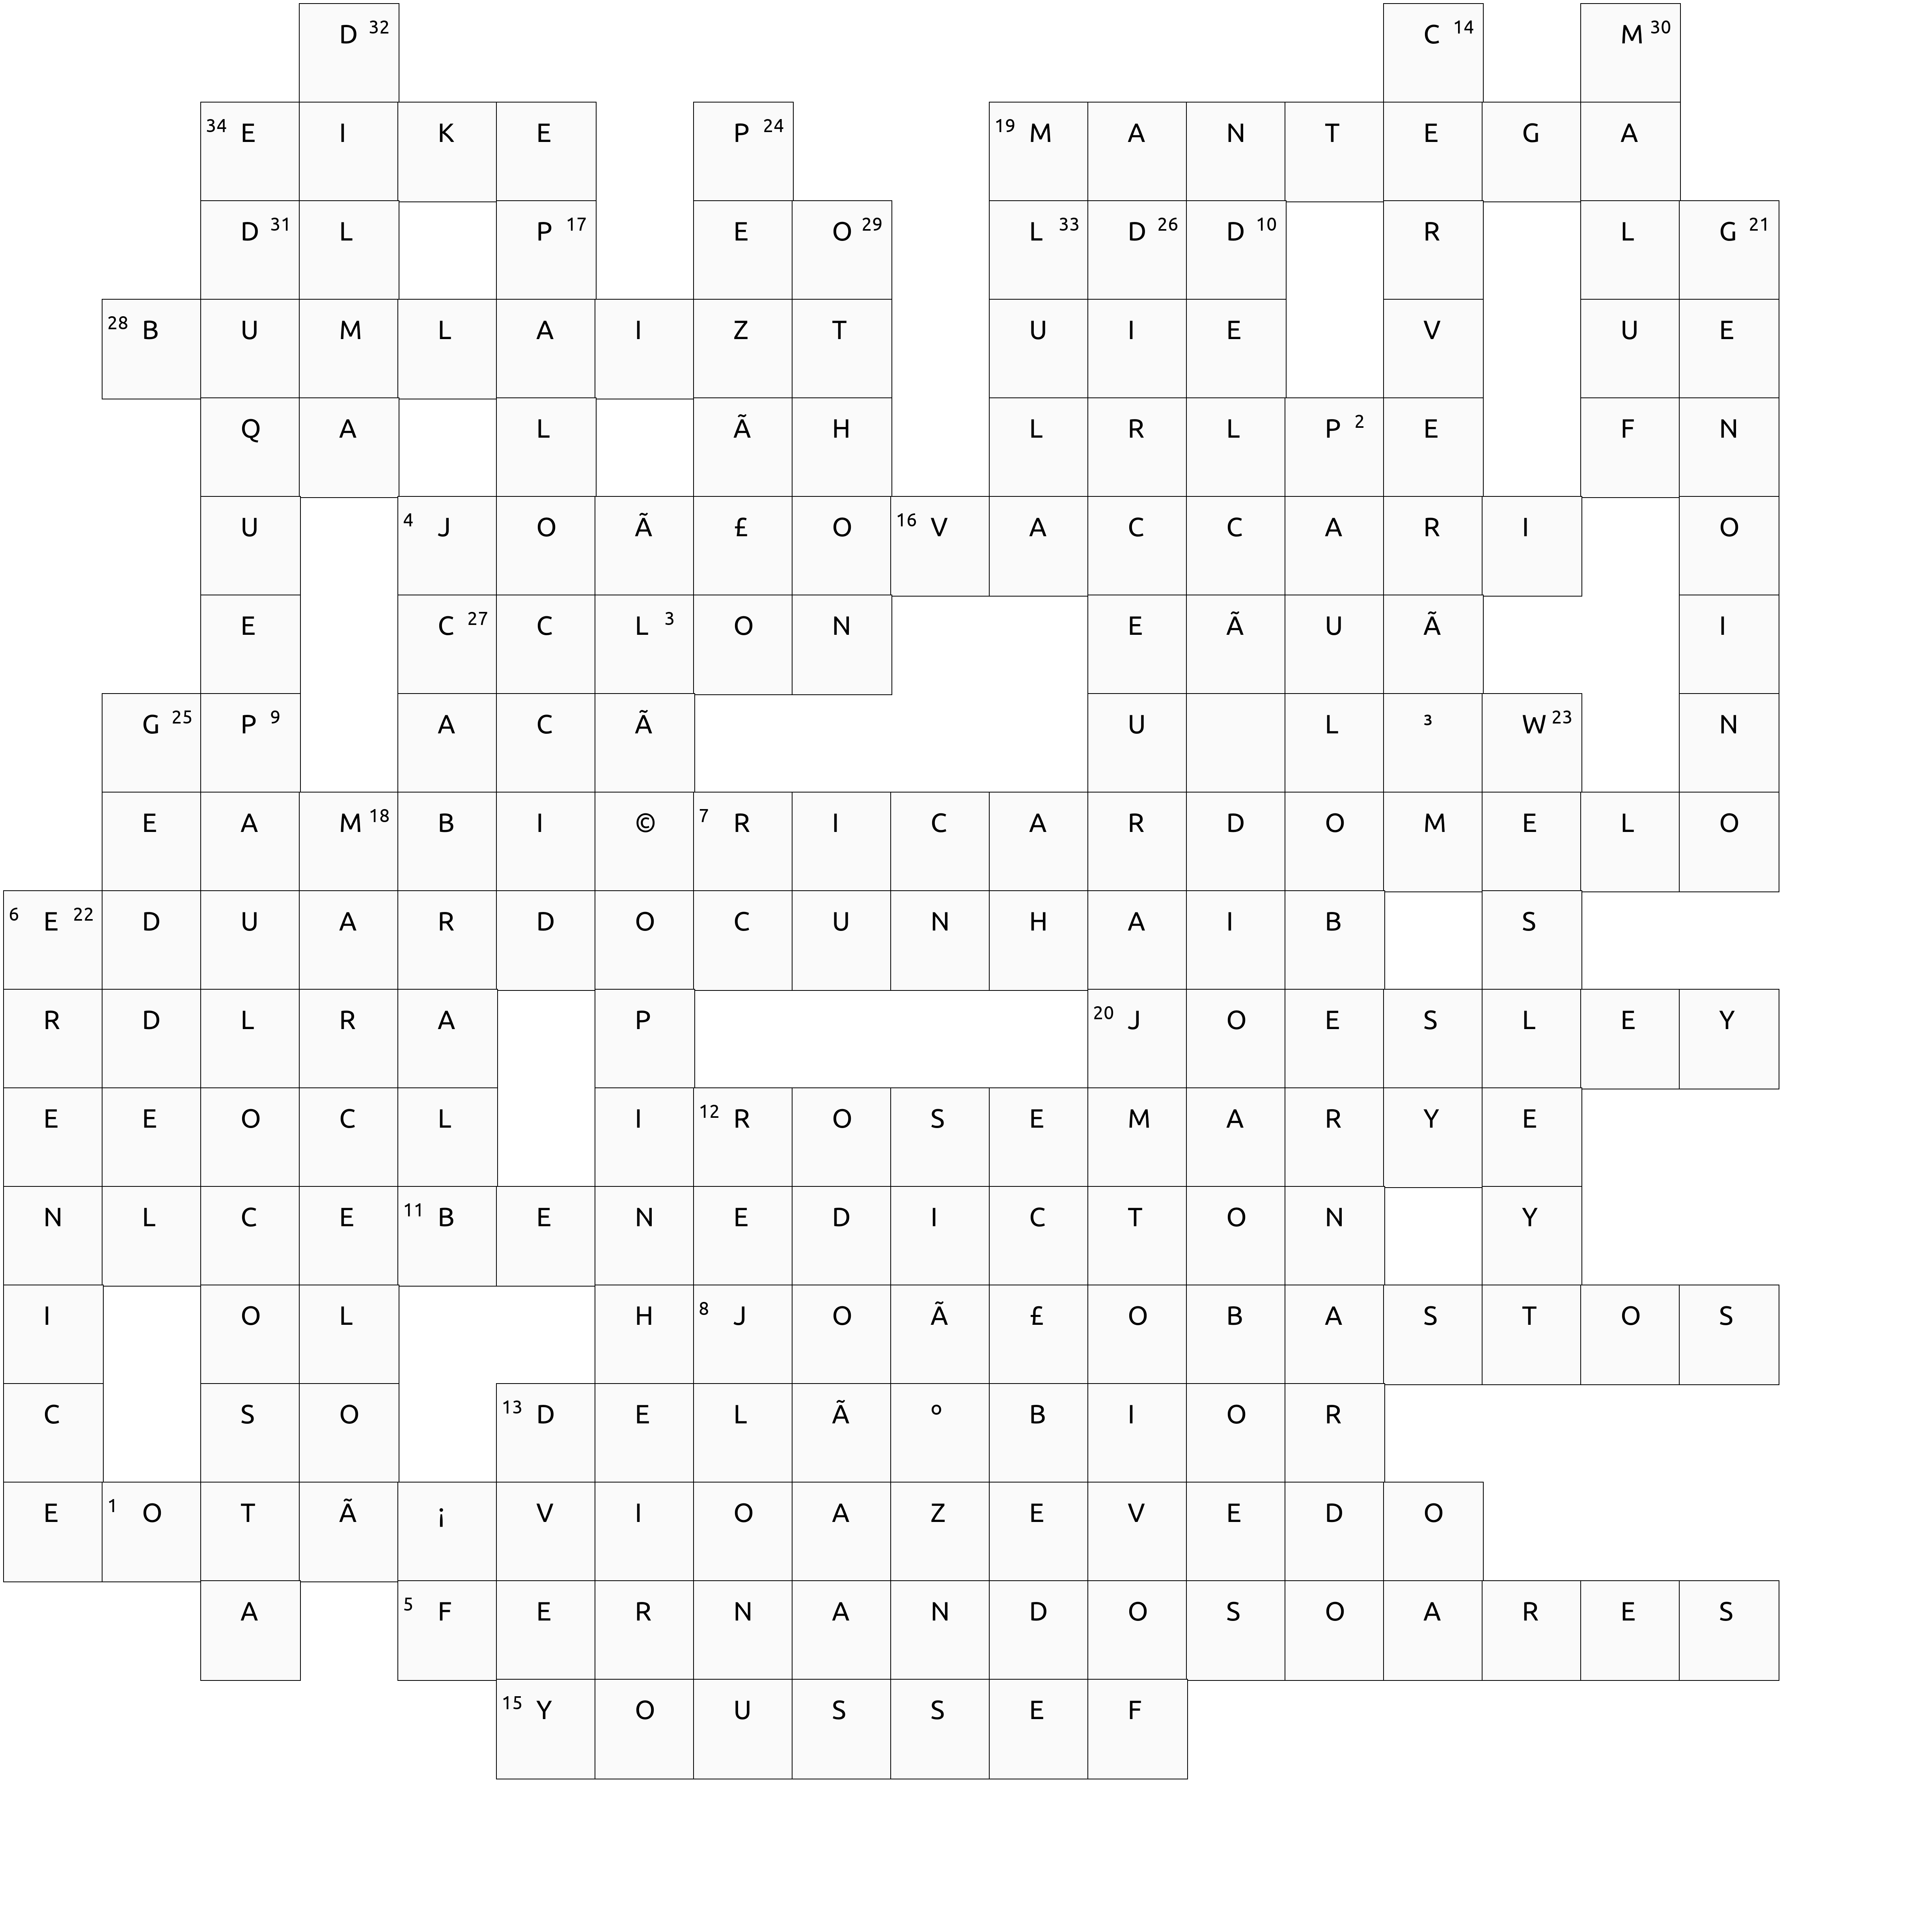 D 32 C 14 M 30
34 E I K E P 24 19 M A N T E G A
D 31 L P 17 E O 29 L 33 D 26 D 10 R L G 21
28 B U M L A I Z T U I E V U E
Q A L Ã H L R L P 2 E F N
U 4 J O Ã £ O 16 V A C C A R I O
E C 27 C L 3 O N E Ã U Ã I
G 25 P 9 A C Ã U L ³ W 23 N
E A M 18 B I © 7 R I C A R D O M E L O
6 E 22 D U A R D O C U N H A I B S
R D L R A P 20 J O E S L E Y
E E O C L I 12 R O S E M A R Y E
N L C E 11 B E N E D I C T O N Y
I O L H 8 J O Ã £ O B A S T O S
C S O 13 D E L Ã º B I O R
E 1 O T Ã ¡ V I O A Z E V E D O
A 5 F E R N A N D O S O A R E S
15 Y O U S S E F